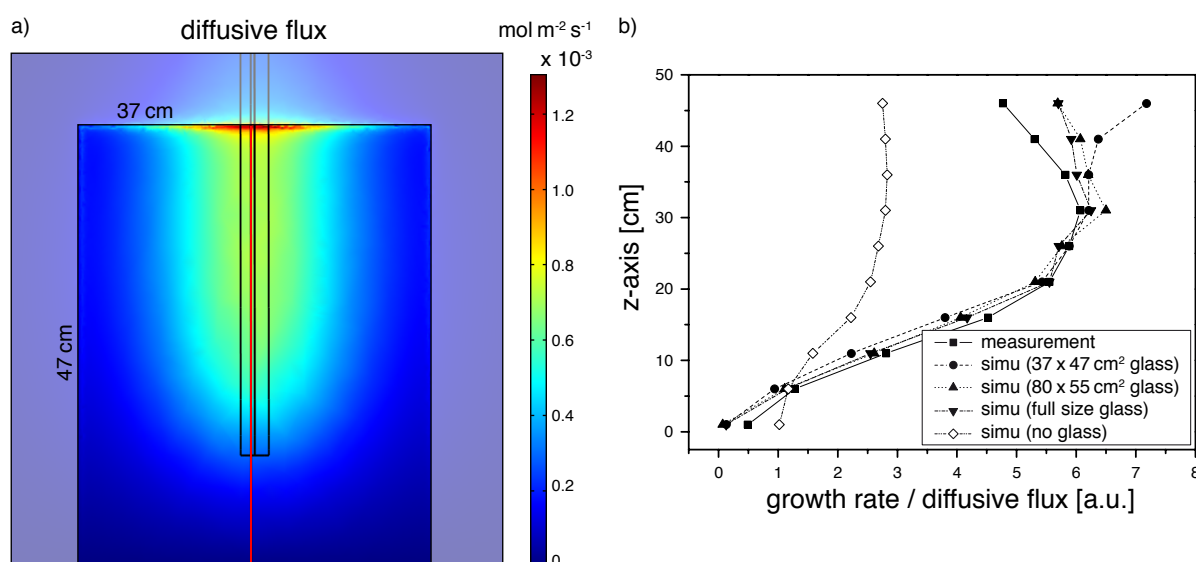 a)
diffusive flux
mol m⁻² s⁻¹
x 10⁻³
37 cm
47 cm
1.2
1.0
0.8
0.6
0.4
0.2
0
b)
50
40
30
20
10
0
z-axis [cm]
measurement
simu (37 x 47 cm² glass)
simu (80 x 55 cm² glass)
simu (full size glass)
simu (no glass)
0 1 2 3 4 5 6 7 8
growth rate / diffusive flux [a.u.]